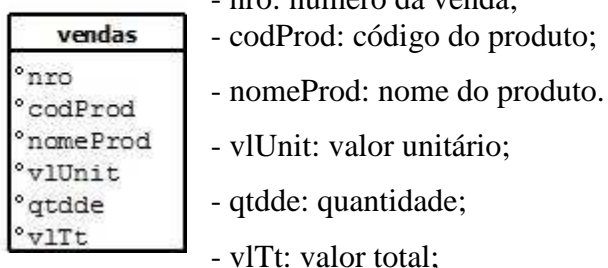 vendas
°nro
°codProd
°nomeProd
°vlUnit
°qtdde
°vlTt
- nro: número da venda;
- codProd: código do produto;
- nomeProd: nome do produto.
- vlUnit: valor unitário;
- qtdde: quantidade;
- vlTt: valor total;